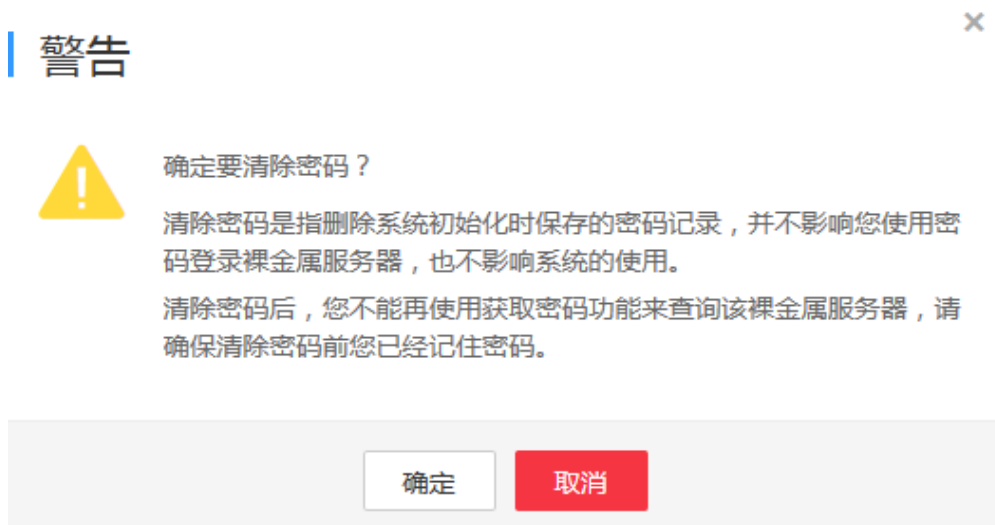 警告
确定要清除密码？
清除密码是指删除系统初始化时保存的密码记录，并不影响您使用密
码登录裸金属服务器，也不影响系统的使用。
清除密码后，您不能再使用获取密码功能来查询该裸金属服务器，请
确保清除密码前您已经记住密码。
确定
取消